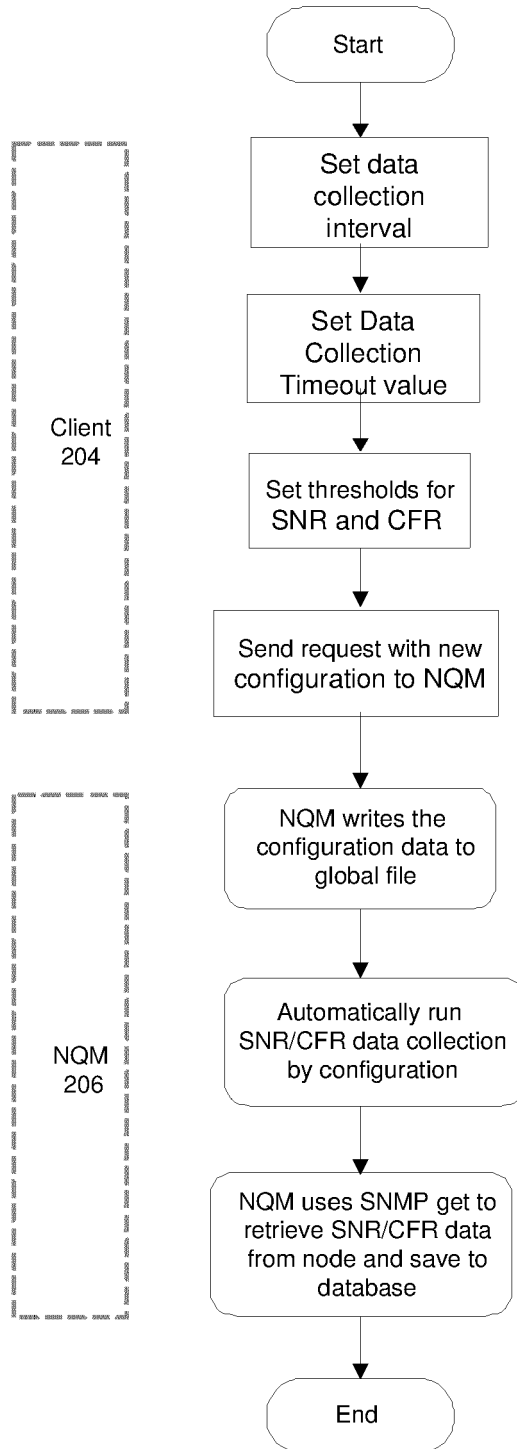 Start
Set data
collection
interval
Set Data
Collection
Timeout value
Client
204
Set thresholds for
SNR and CFR
Send request with new
configuration to NQM
NQM writes the
configuration data to
global file
Automatically run
SNR/CFR data collection
by configuration
NQM
206
NQM uses SNMP get to
retrieve SNR/CFR data
from node and save to
database
End